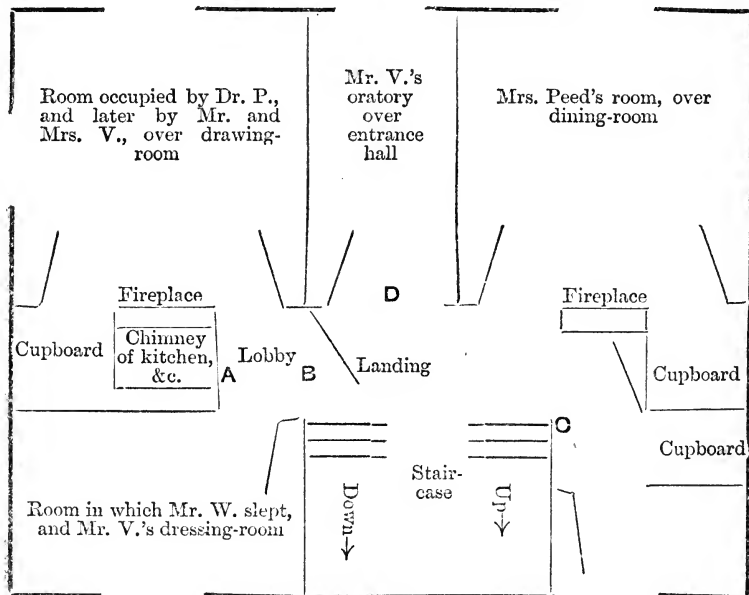 Room occupied by Dr. P.,
and later by Mr. and
Mrs. V., over drawing-
room
Mr. V.'s
oratory
over
entrance
hall
Mrs. Peed's room, over
dining-room
Fireplace
D
Fireplace
Cupboard
Chimney
of kitchen,
&c.
A
Lobby
B
Landing
Cupboard
C
Cupboard
Stair-
case
Down
Up
Room in which Mr. W. slept,
and Mr. V.'s dressing-room